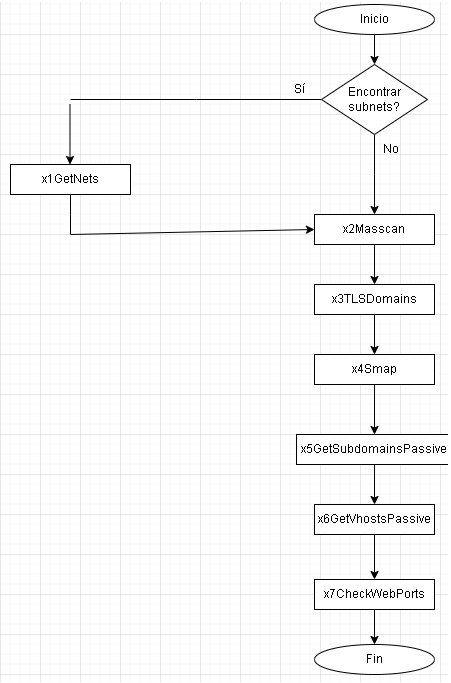 Inicio
Encontrar
subnets?
Sí
No
x1GetNets
x2Masscan
x3TLSDomains
x4Smap
x5GetSubdomainsPassive
x6GetVhostsPassive
x7CheckWebPorts
Fin